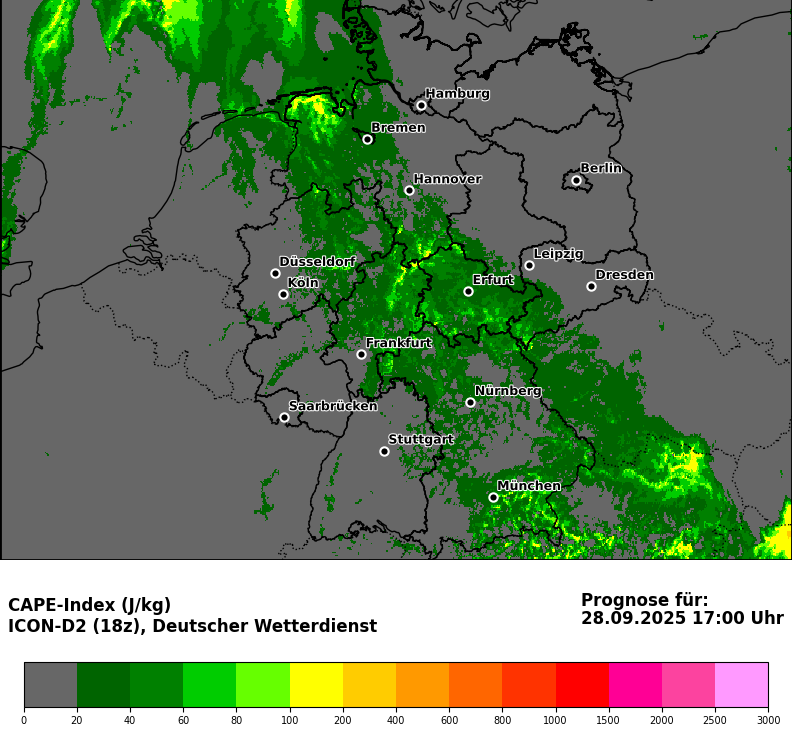 Hamburg
Bremen
Berlin
Hannover
Leipzig
Düsseldorf
Dresden
Köln
Erfurt
Frankfurt
Nürnberg
Saarbrücken
Stuttgart
München
CAPE-Index (J/kg)
ICON-D2 (18z), Deutscher Wetterdienst
Prognose für:
28.09.2025 17:00 Uhr
0 20 40 60 80 100 200 400 600 800 1000 1500 2000 2500 3000